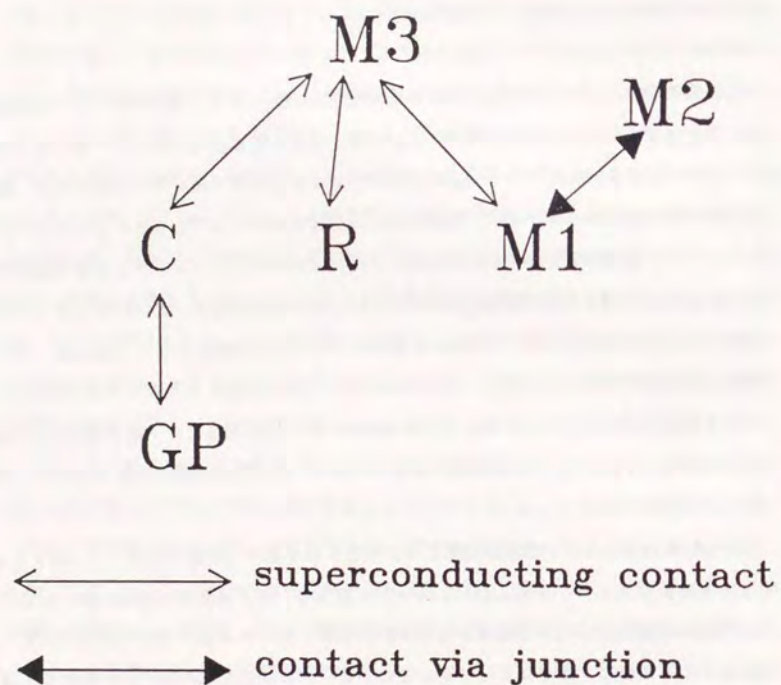 M3
M2
C R M1
GP
superconducting contact
contact via junction